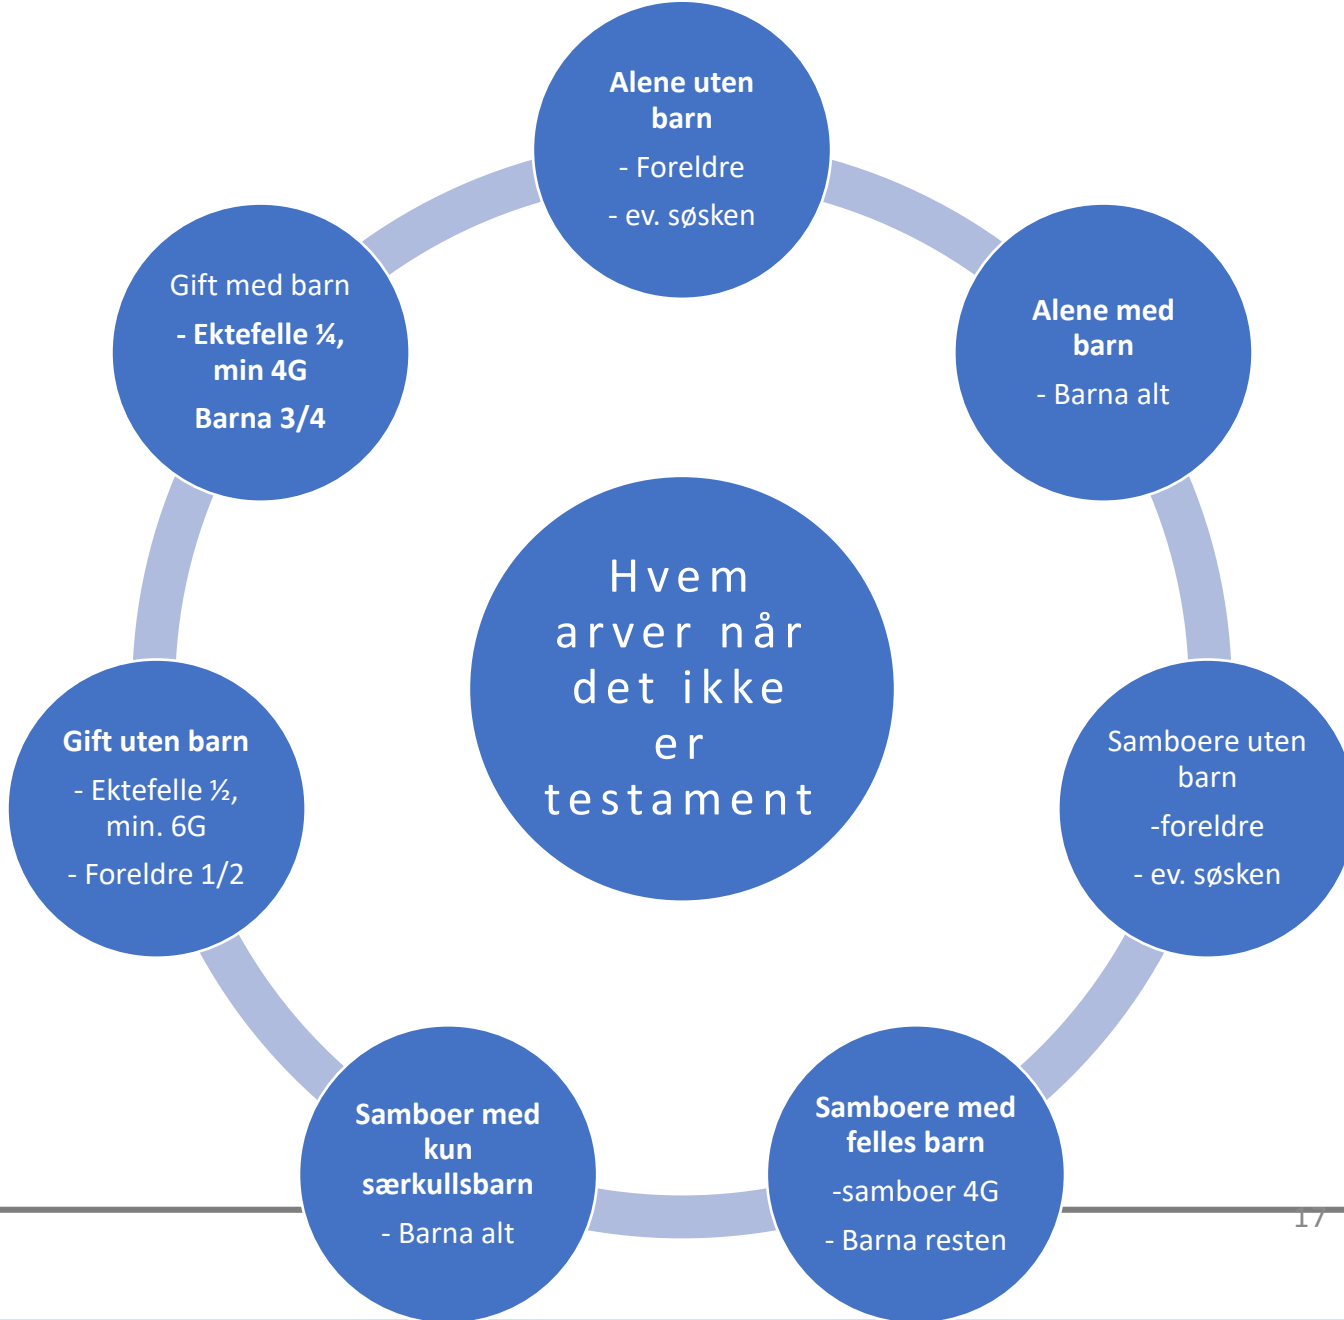 Alene uten
barn
- Foreldre
- ev. søsken
Alene med
barn
- Barna alt
Samboere uten
barn
-foreldre
- ev. søsken
Samboere med
felles barn
-samboer 4G
- Barna resten
Samboer med
kun
særkullsbarn
- Barna alt
Gift uten barn
- Ektefelle ½,
min. 6G
- Foreldre 1/2
Gift med barn
- Ektefelle ¼,
min 4G
Barna 3/4
Hvem
arver når
det ikke
er
testament
17